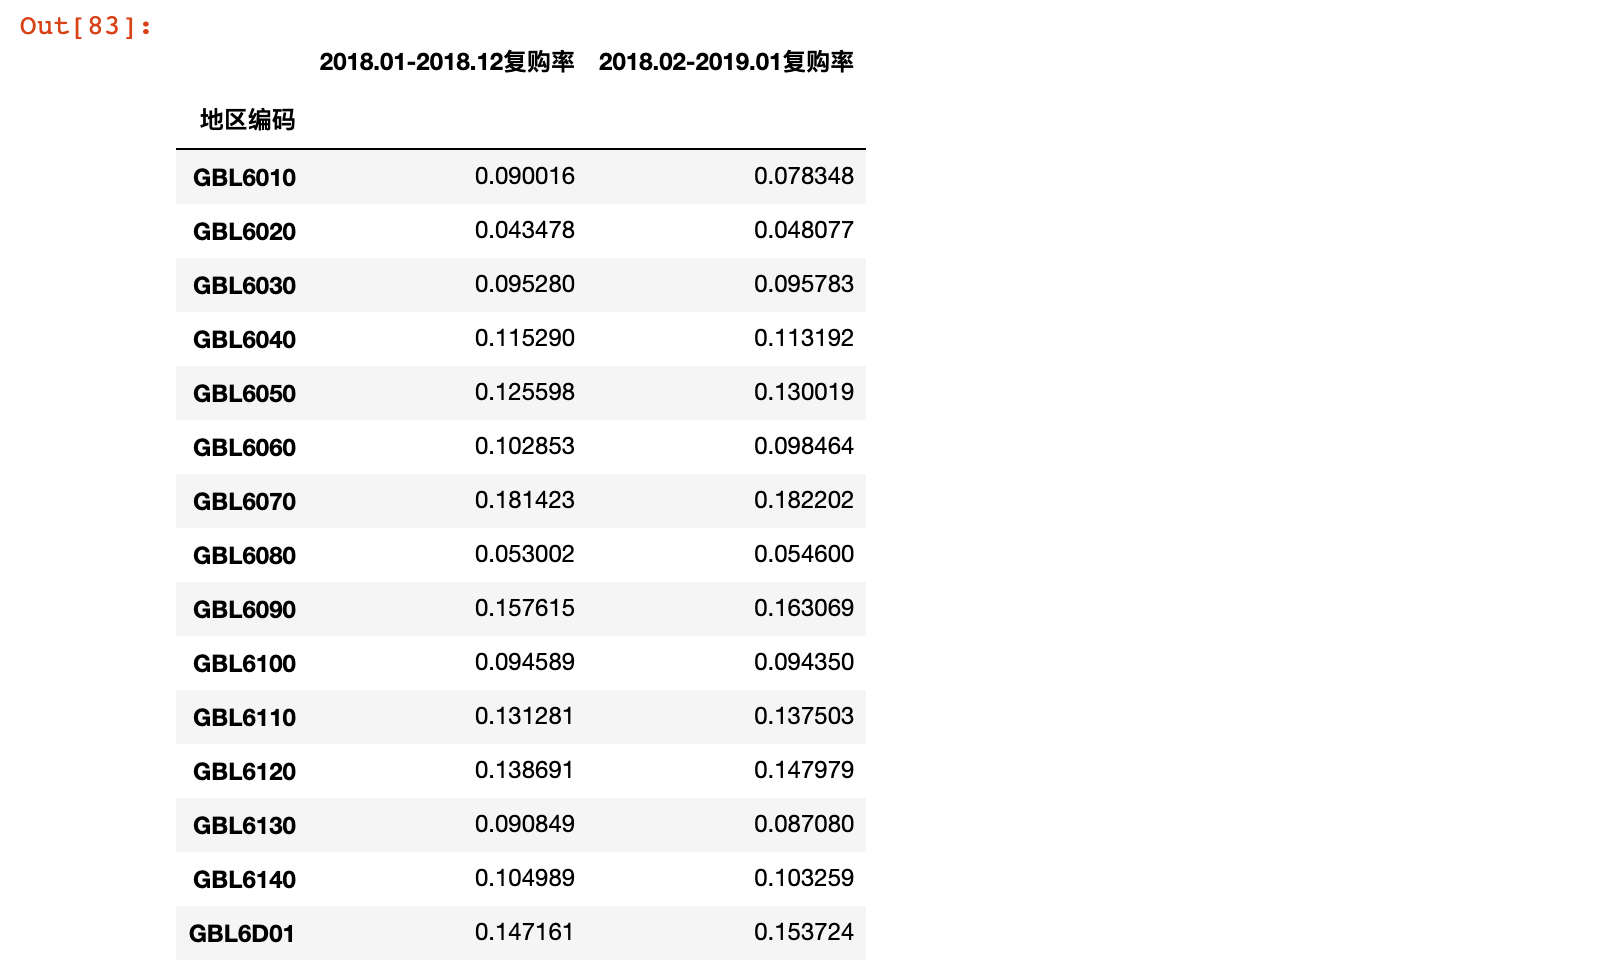 Out[83]:
2018.01-2018.12复购率 2018.02-2019.01复购率
地区编码
GBL6010 0.090016 0.078348
GBL6020 0.043478 0.048077
GBL6030 0.095280 0.095783
GBL6040 0.115290 0.113192
GBL6050 0.125598 0.130019
GBL6060 0.102853 0.098464
GBL6070 0.181423 0.182202
GBL6080 0.053002 0.054600
GBL6090 0.157615 0.163069
GBL6100 0.094589 0.094350
GBL6110 0.131281 0.137503
GBL6120 0.138691 0.147979
GBL6130 0.090849 0.087080
GBL6140 0.104989 0.103259
GBL6D01 0.147161 0.153724